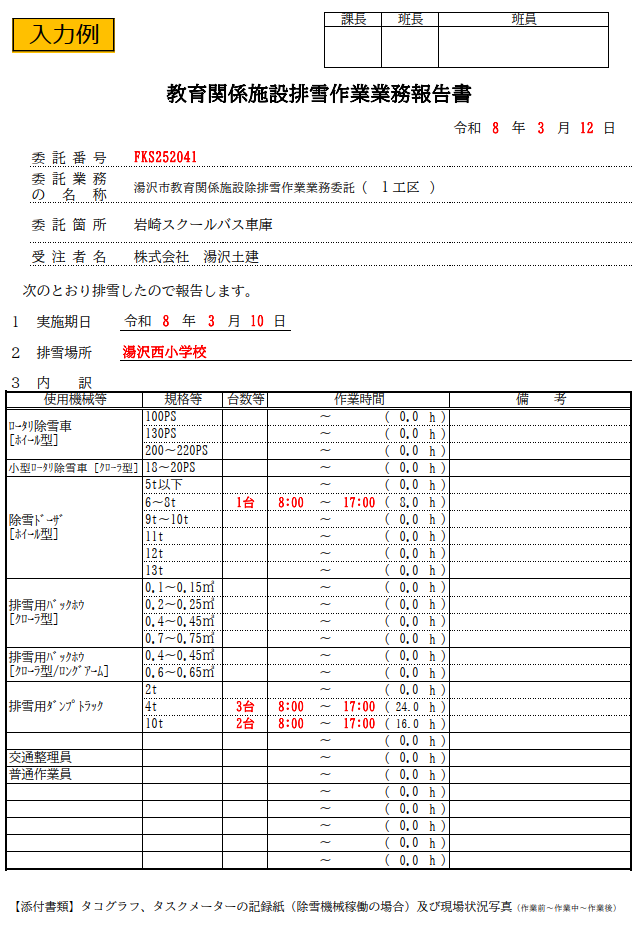 入力例
課長 班長 班員
教育関係施設排雪作業業務報告書
令和 8 年 3 月 12 日
委託番号 FKS252041
委託業務の名称 湯沢市教育関係施設除排雪作業業務委託 ( 1工区 )
委託箇所 岩崎スクールバス車庫
受注者名 株式会社 湯沢土建
次のとおり排雪したので報告します。
1 実施期日 令和 8 年 3 月 10 日
2 排雪場所 湯沢西小学校
3 内 訳
使用機械等 規格等 台数等 作業時間 備 考
ﾛｰﾀﾘ除雪車 [ﾎｲｰﾙ型] 100PS ～ ( 0.0 h )
130PS ～ ( 0.0 h )
200～220PS ～ ( 0.0 h )
小型ﾛｰﾀﾘ除雪車 [ｸﾛｰﾗ型] 18～20PS ～ ( 0.0 h )
除雪ﾄﾞｰｻﾞ [ﾎｲｰﾙ型] 5t以下 ～ ( 0.0 h )
6～8t 1台 8:00 ～ 17:00 ( 8.0 h )
9t～10t ～ ( 0.0 h )
11t ～ ( 0.0 h )
12t ～ ( 0.0 h )
13t ～ ( 0.0 h )
排雪用ﾊﾞｯｸﾎｳ [ｸﾛｰﾗ型] 0.1～0.15㎥ ～ ( 0.0 h )
0.2～0.25㎥ ～ ( 0.0 h )
0.4～0.45㎥ ～ ( 0.0 h )
0.7～0.75㎥ ～ ( 0.0 h )
排雪用ﾊﾞｯｸﾎｳ [ｸﾛｰﾗ型/ﾛﾝｸﾞｱｰﾑ] 0.4～0.45㎥ ～ ( 0.0 h )
0.6～0.65㎥ ～ ( 0.0 h )
排雪用ﾀﾞﾝﾌﾟﾄﾗｯｸ 2t ～ ( 0.0 h )
4t 3台 8:00 ～ 17:00 ( 24.0 h )
10t 2台 8:00 ～ 17:00 ( 16.0 h )
～ ( 0.0 h )
交通整理員 ～ ( 0.0 h )
普通作業員 ～ ( 0.0 h )
～ ( 0.0 h )
～ ( 0.0 h )
～ ( 0.0 h )
～ ( 0.0 h )
～ ( 0.0 h )
【添付書類】タコグラフ、タスクメーターの記録紙（除雪機械稼働の場合）及び現場状況写真（作業前～作業中～作業後）